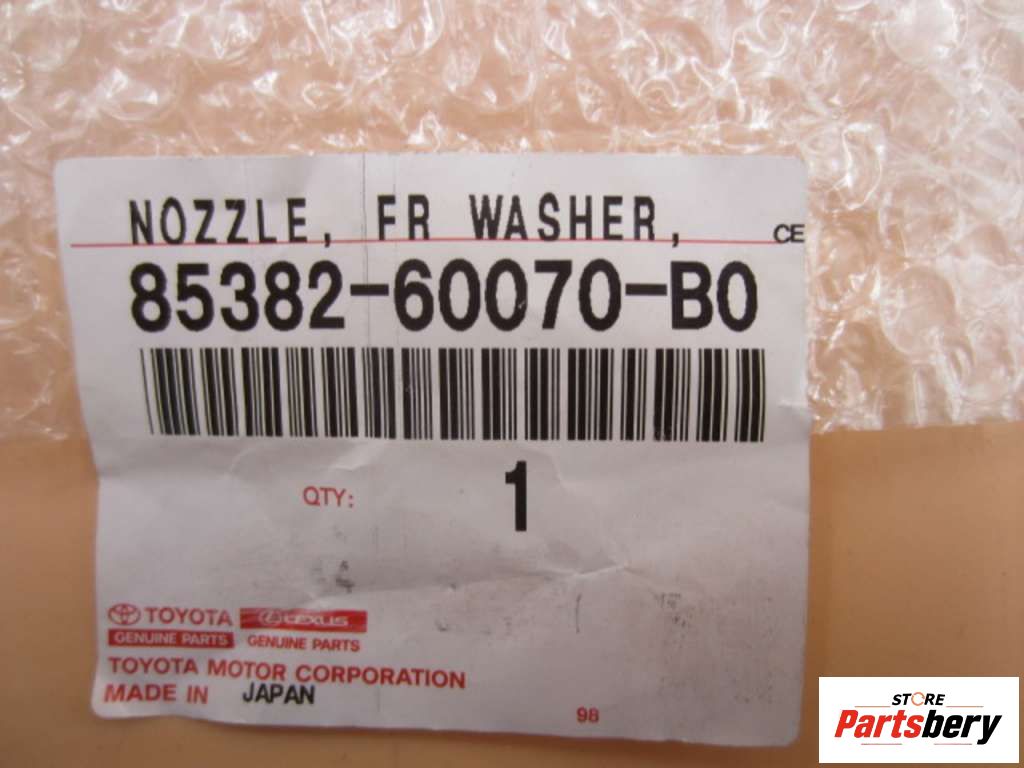 NOZZLE, FR WASHER, CE
85382-60070-B0
QTY: 1
TOYOTA LEXUS
GENUINE PARTS GENUINE PARTS
TOYOTA MOTOR CORPORATION
MADE IN JAPAN
98
STORE
Partsbery